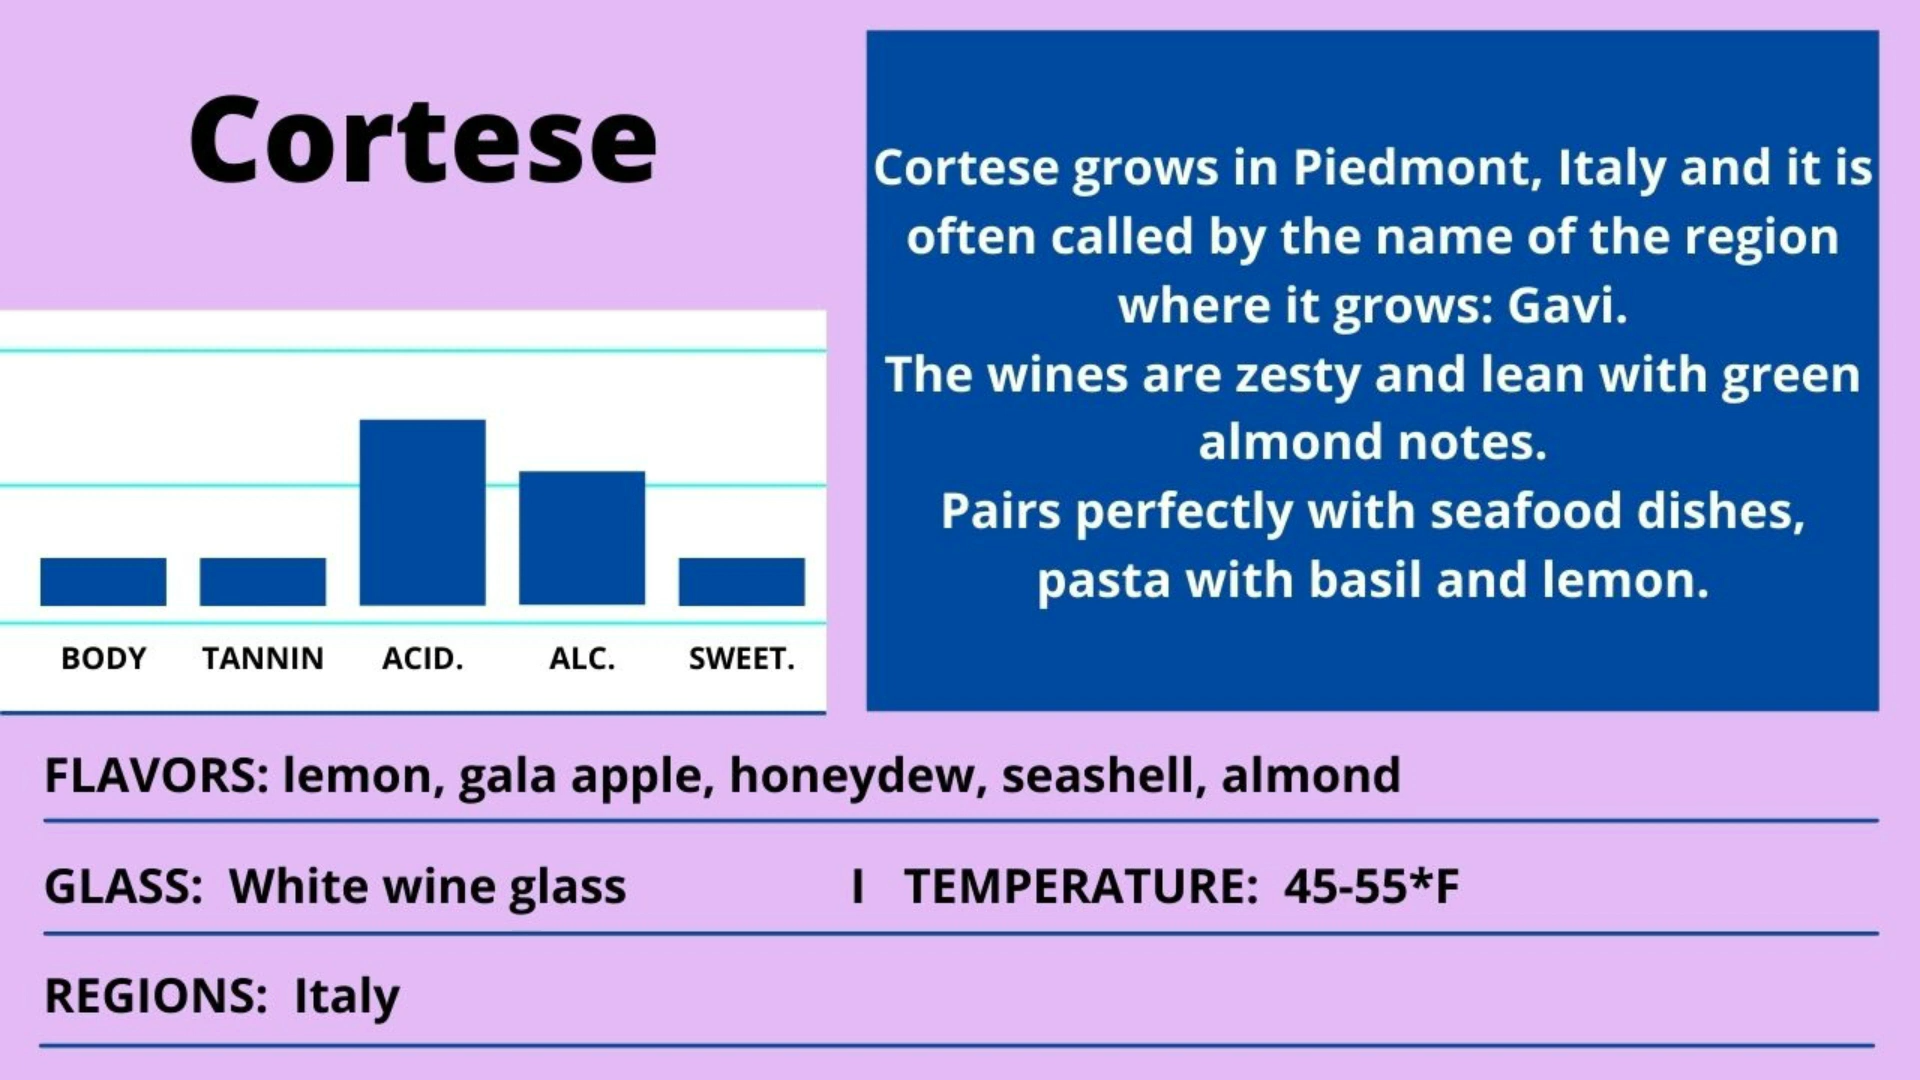 Cortese
Cortese grows in Piedmont, Italy and it is
often called by the name of the region
where it grows: Gavi.
The wines are zesty and lean with green
almond notes.
Pairs perfectly with seafood dishes,
pasta with basil and lemon.
BODY TANNIN ACID. ALC. SWEET.
FLAVORS: lemon, gala apple, honeydew, seashell, almond
GLASS: White wine glass I TEMPERATURE: 45-55*F
REGIONS: Italy